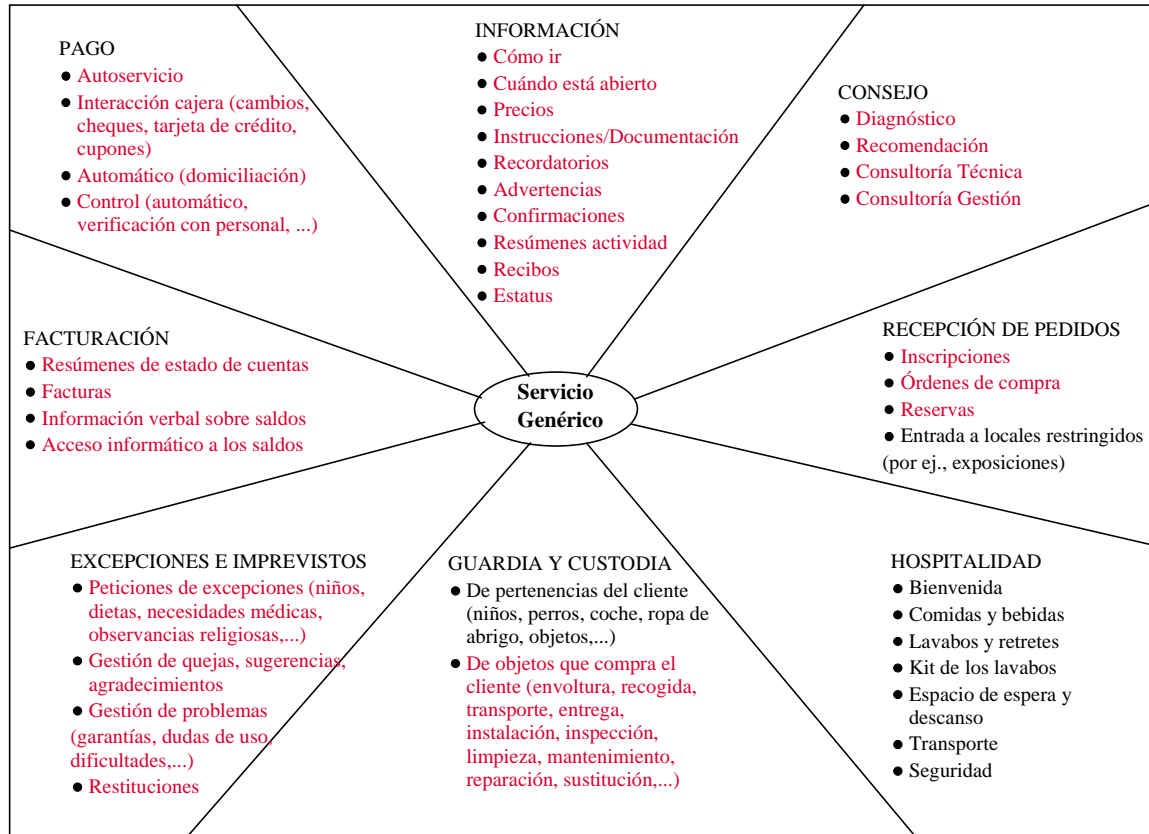 PAGO
● Autoservicio
● Interacción cajera (cambios,
cheques, tarjeta de crédito,
cupones)
● Automático (domiciliación)
● Control (automático,
verificación con personal, ...)
INFORMACIÓN
● Cómo ir
● Cuándo está abierto
● Precios
● Instrucciones/Documentación
● Recordatorios
● Advertencias
● Confirmaciones
● Resúmenes actividad
● Recibos
● Estatus
CONSEJO
● Diagnóstico
● Recomendación
● Consultoría Técnica
● Consultoría Gestión
FACTURACIÓN
● Resúmenes de estado de cuentas
● Facturas
● Información verbal sobre saldos
● Acceso informático a los saldos
Servicio
Genérico
RECEPCIÓN DE PEDIDOS
● Inscripciones
● Órdenes de compra
● Reservas
● Entrada a locales restringidos
(por ej., exposiciones)
EXCEPCIONES E IMPREVISTOS
● Peticiones de excepciones (niños,
dietas, necesidades médicas,
observancias religiosas,...)
● Gestión de quejas, sugerencias,
agradecimientos
● Gestión de problemas
(garantías, dudas de uso,
dificultades,...)
● Restituciones
GUARDIA Y CUSTODIA
● De pertenencias del cliente
(niños, perros, coche, ropa de
abrigo, objetos,...)
● De objetos que compra el
cliente (envoltura, recogida,
transporte, entrega,
instalación, inspección,
limpieza, mantenimiento,
reparación, sustitución,...)
HOSPITALIDAD
● Bienvenida
● Comidas y bebidas
● Lavabos y retretes
● Kit de los lavabos
● Espacio de espera y
descanso
● Transporte
● Seguridad